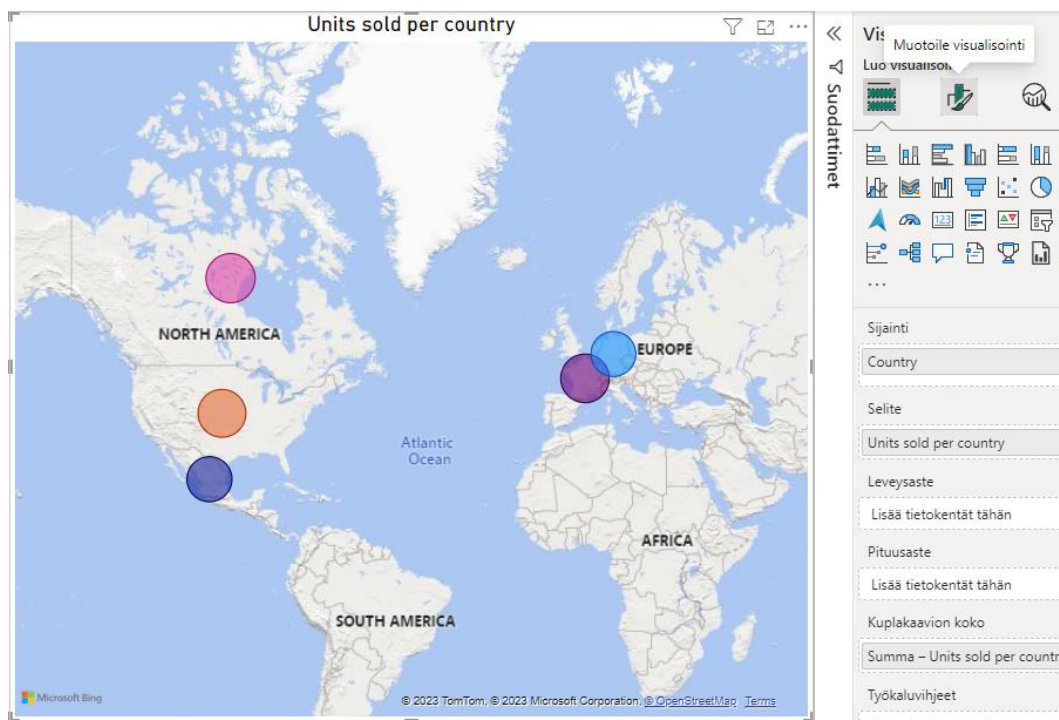 Units sold per country
NORTH AMERICA
EUROPE
Atlantic
Ocean
AFRICA
SOUTH AMERICA
Microsoft Bing
© 2023 TomTom, © 2023 Microsoft Corporation, © OpenStreetMap Terms
Suodattimet
Muotoile visualisointi
123
Sijainti
Country
Selite
Units sold per country
Leveysaste
Lisää tietokentät tähän
Pituusaste
Lisää tietokentät tähän
Kuplakaavion koko
Summa – Units sold per countr
Työkaluvihjeet